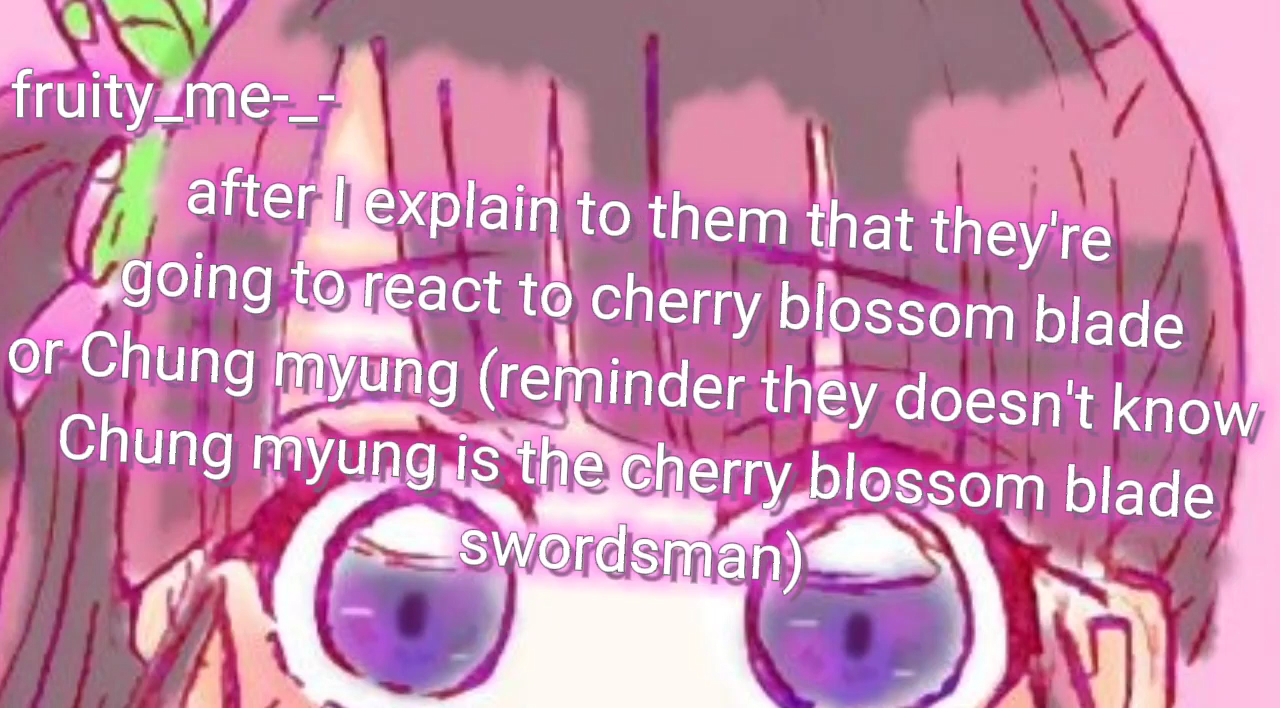 fruity_me-_-
after I explain to them that they're
going to react to cherry blossom blade
or Chung myung (reminder they doesn't know
Chung myung is the cherry blossom blade
swordsman)